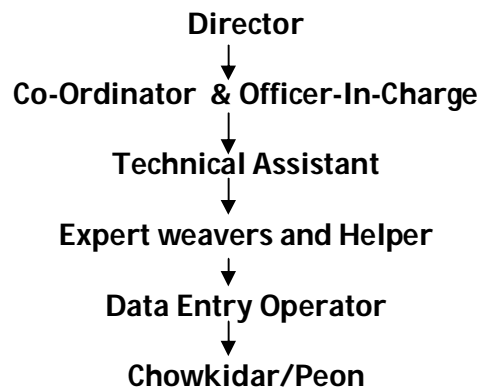 Director
Co-Ordinator & Officer-In-Charge
Technical Assistant
Expert weavers and Helper
Data Entry Operator
Chowkidar/Peon